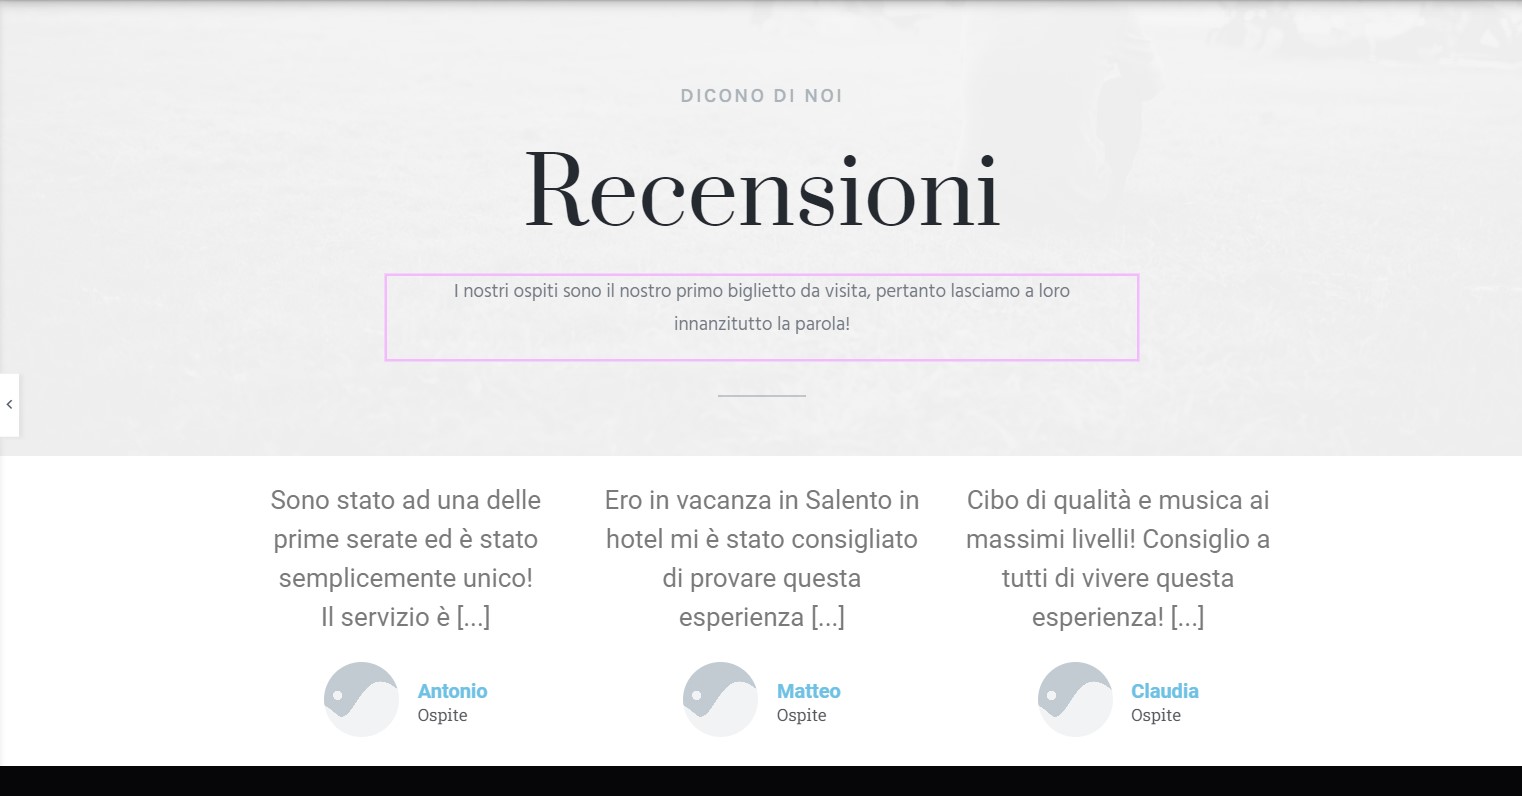 DICONO DI NOI
Recensioni
I nostri ospiti sono il nostro primo biglietto da visita, pertanto lasciamo a loro
innanzitutto la parola!
Sono stato ad una delle
prime serate ed è stato
semplicemente unico!
Il servizio è [...]
Antonio
Ospite
Ero in vacanza in Salento in
hotel mi è stato consigliato
di provare questa
esperienza [...]
Matteo
Ospite
Cibo di qualità e musica ai
massimi livelli! Consiglio a
tutti di vivere questa
esperienza! [...]
Claudia
Ospite